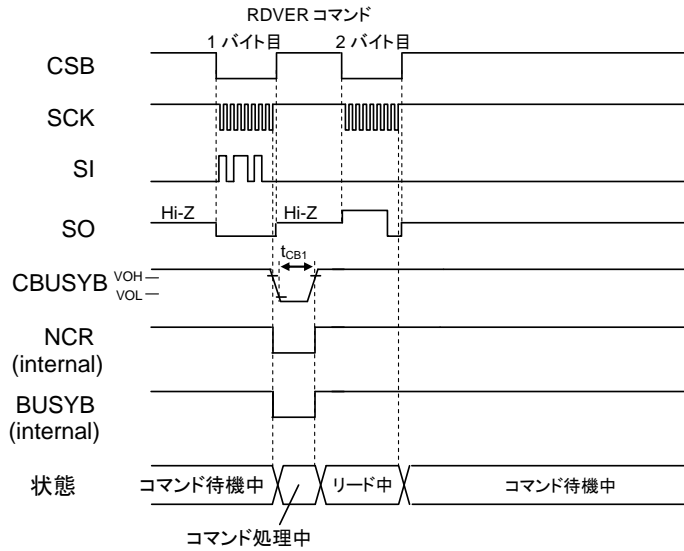 RDVER コマンド
1 バイト目 2 バイト目
CSB
SCK
SI
Hi-Z Hi-Z
SO
tCB1
CBUSYB VOH
VOL
NCR
(internal)
BUSYB
(internal)
状態 コマンド待機中 リード中 コマンド待機中
コマンド処理中